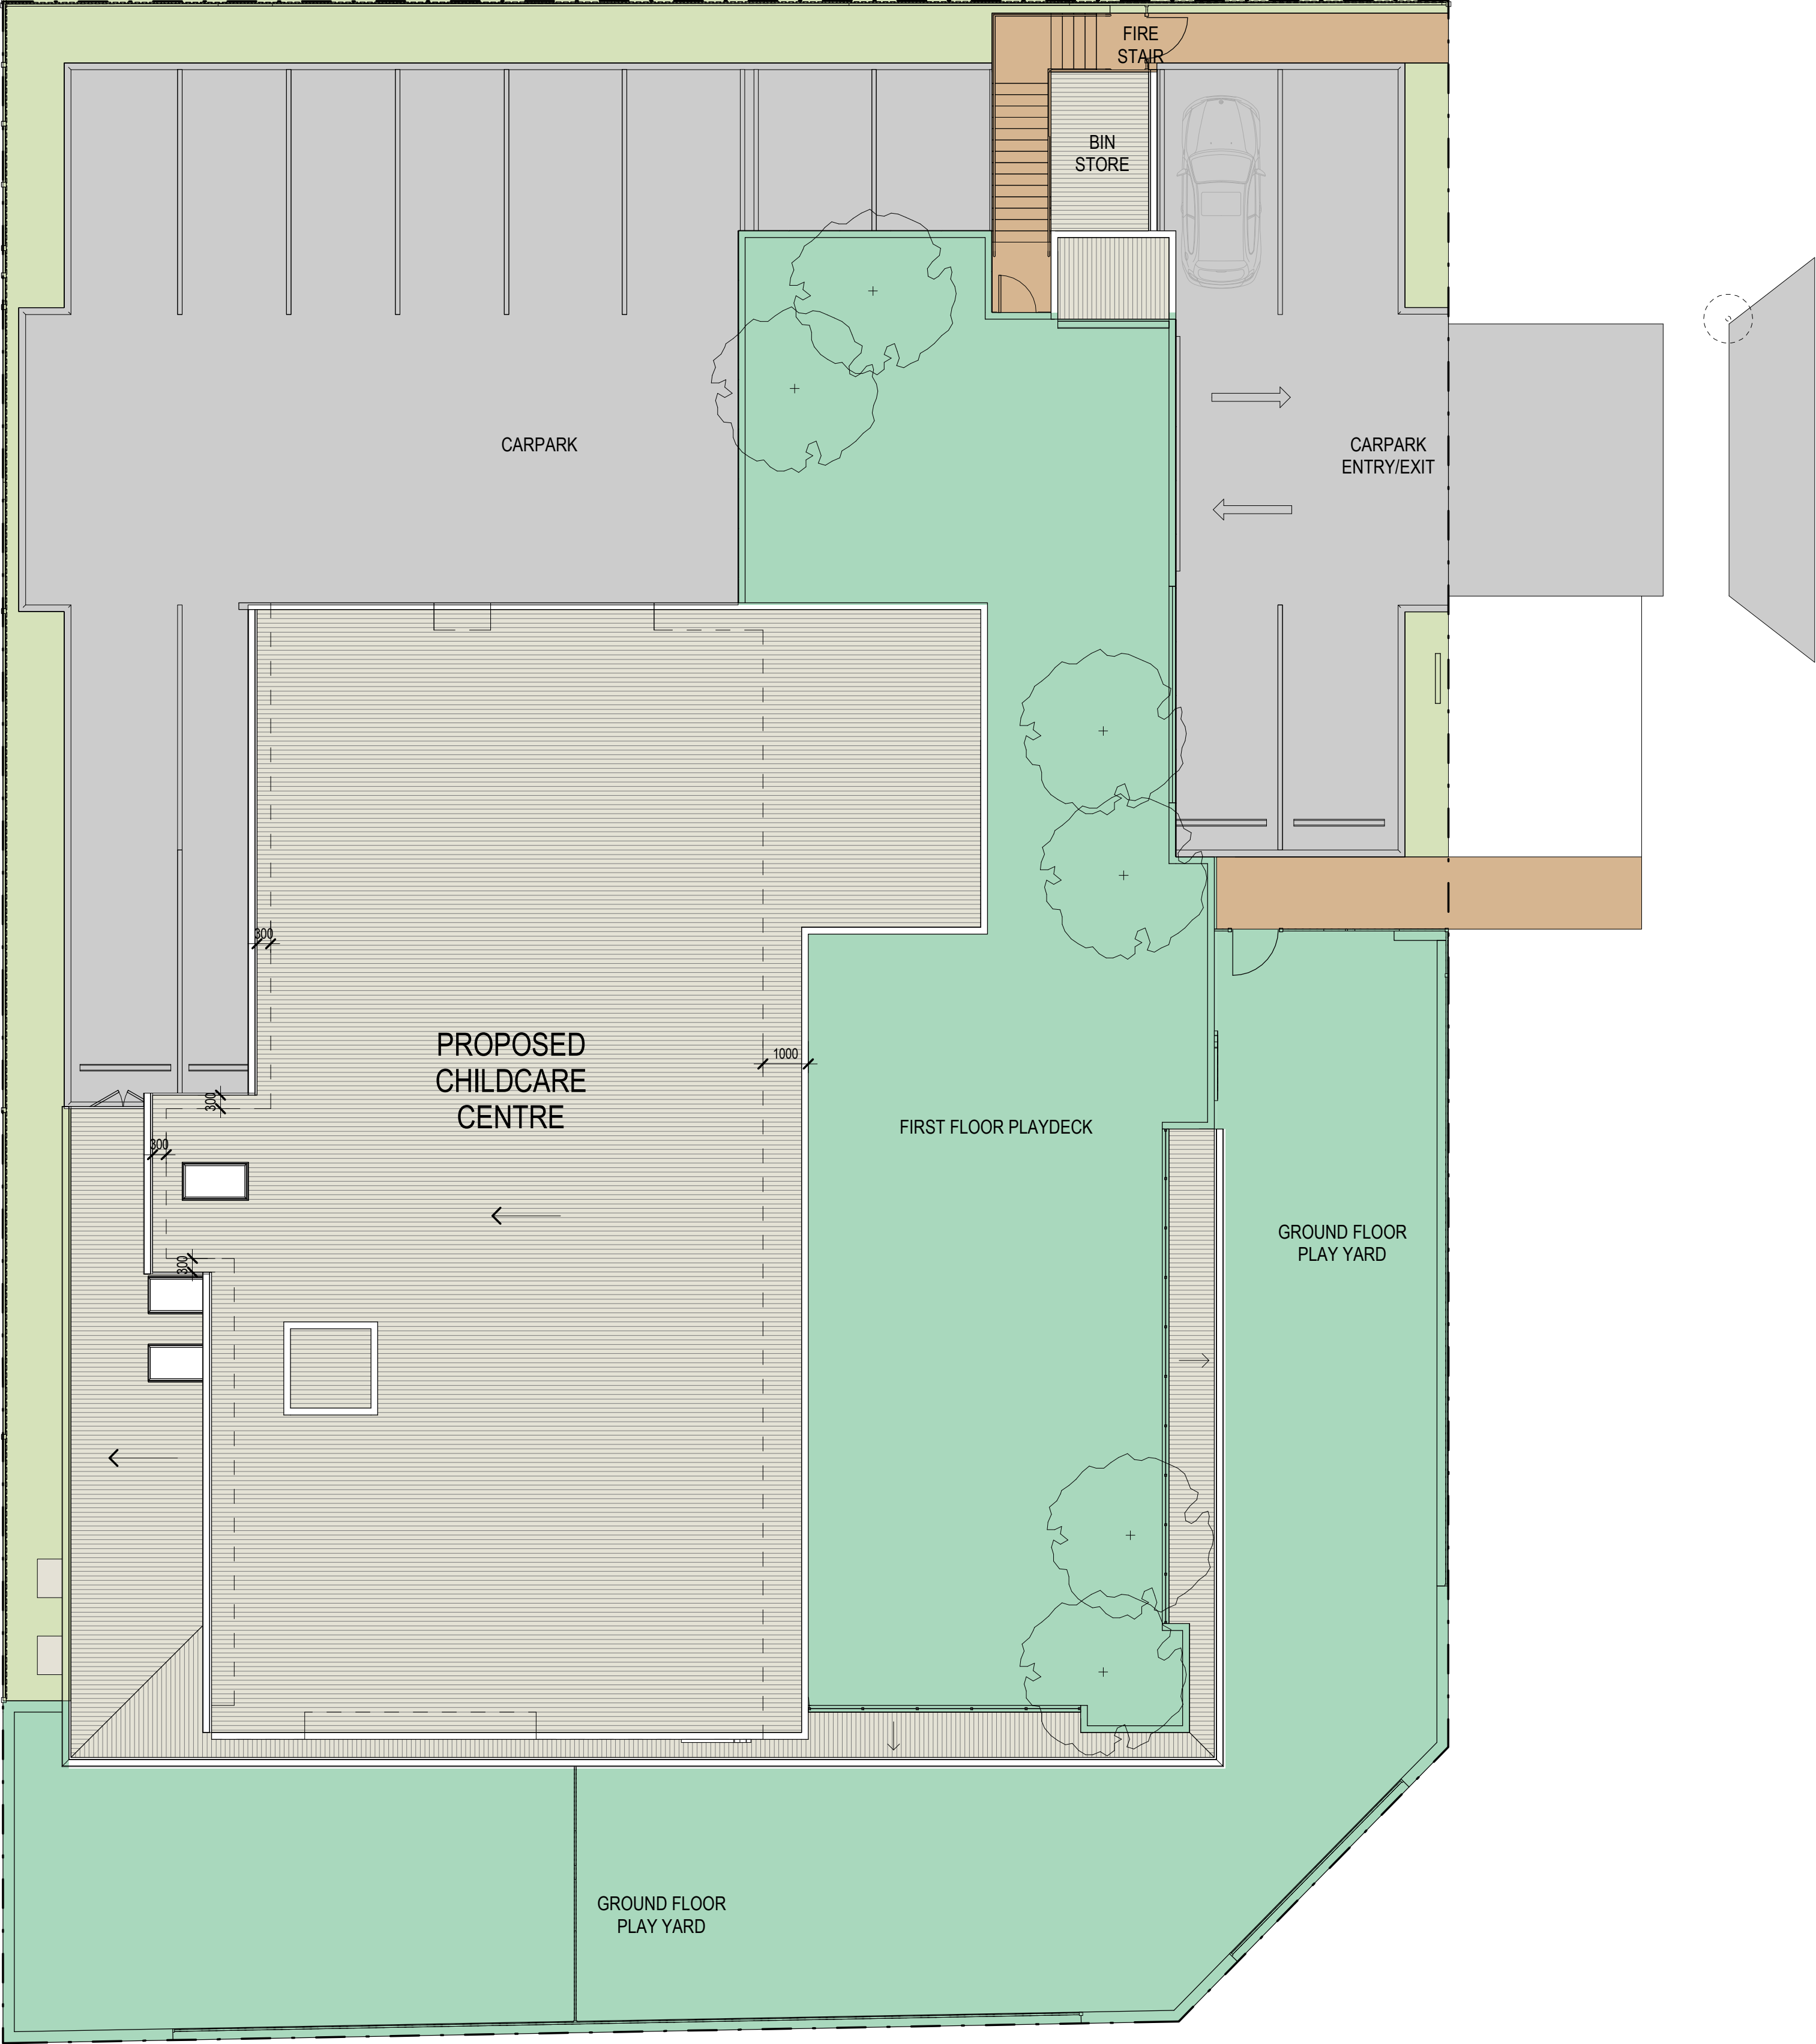 FIRE
STAIR
BIN
STORE
CARPARK
CARPARK
ENTRY/EXIT
300
PROPOSED
CHILDCARE
CENTRE
1000
300
300
FIRST FLOOR PLAYDECK
GROUND FLOOR
PLAY YARD
300
GROUND FLOOR
PLAY YARD